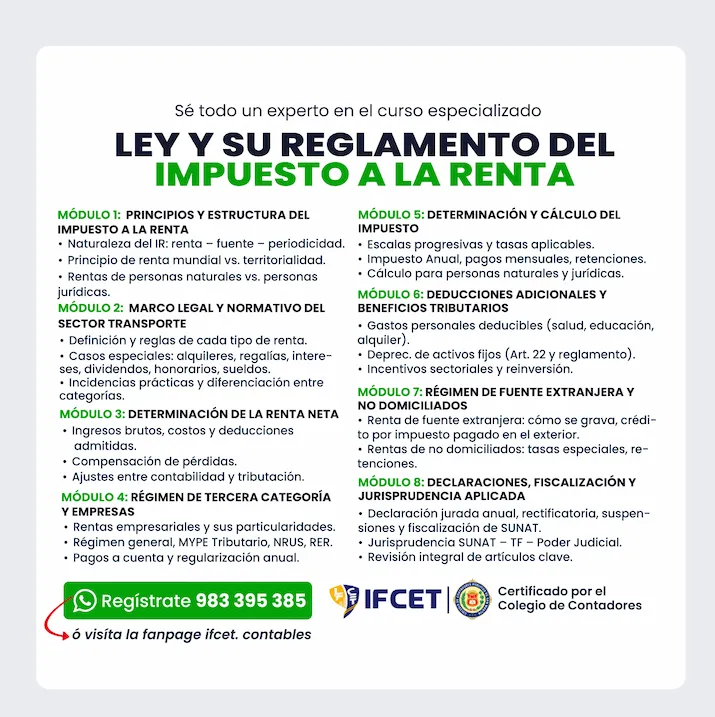 Sé todo un experto en el curso especializado
LEY Y SU REGLAMENTO DEL
IMPUESTO A LA RENTA
MÓDULO 1: PRINCIPIOS Y ESTRUCTURA DEL
IMPUESTO A LA RENTA
• Naturaleza del IR: renta – fuente – periodicidad.
• Principio de renta mundial vs. territorialidad.
• Rentas de personas naturales vs. personas
jurídicas.
MÓDULO 2: MARCO LEGAL Y NORMATIVO DEL
SECTOR TRANSPORTE
• Definición y reglas de cada tipo de renta.
• Casos especiales: alquileres, regalías, intere-
ses, dividendos, honorarios, sueldos.
• Incidencias prácticas y diferenciación entre
categorías.
MÓDULO 3: DETERMINACIÓN DE LA RENTA NETA
• Ingresos brutos, costos y deducciones
admitidas.
• Compensación de pérdidas.
• Ajustes entre contabilidad y tributación.
MÓDULO 4: RÉGIMEN DE TERCERA CATEGORÍA
Y EMPRESAS
• Rentas empresariales y sus particularidades.
• Régimen general, MYPE Tributario, NRUS, RER.
• Pagos a cuenta y regularización anual.
MÓDULO 5: DETERMINACIÓN Y CÁLCULO DEL
IMPUESTO
• Escalas progresivas y tasas aplicables.
• Impuesto Anual, pagos mensuales, retenciones.
• Cálculo para personas naturales y jurídicas.
MÓDULO 6: DEDUCCIONES ADICIONALES Y
BENEFICIOS TRIBUTARIOS
• Gastos personales deducibles (salud, educación,
alquiler).
• Deprec. de activos fijos (Art. 22 y reglamento).
• Incentivos sectoriales y reinversión.
MÓDULO 7: RÉGIMEN DE FUENTE EXTRANJERA Y
NO DOMICILIADOS
• Renta de fuente extranjera: cómo se grava, crédi-
to por impuesto pagado en el exterior.
• Rentas de no domiciliados: tasas especiales, re-
tenciones.
MÓDULO 8: DECLARACIONES, FISCALIZACIÓN Y
JURISPRUDENCIA APLICADA
• Declaración jurada anual, rectificatoria, suspen-
siones y fiscalización de SUNAT.
• Jurisprudencia SUNAT – TF – Poder Judicial.
• Revisión integral de artículos clave.
Regístrate 983 395 385
ó visíta la fanpage ifcet. contables
IFCET
Certificado por el
Colegio de Contadores